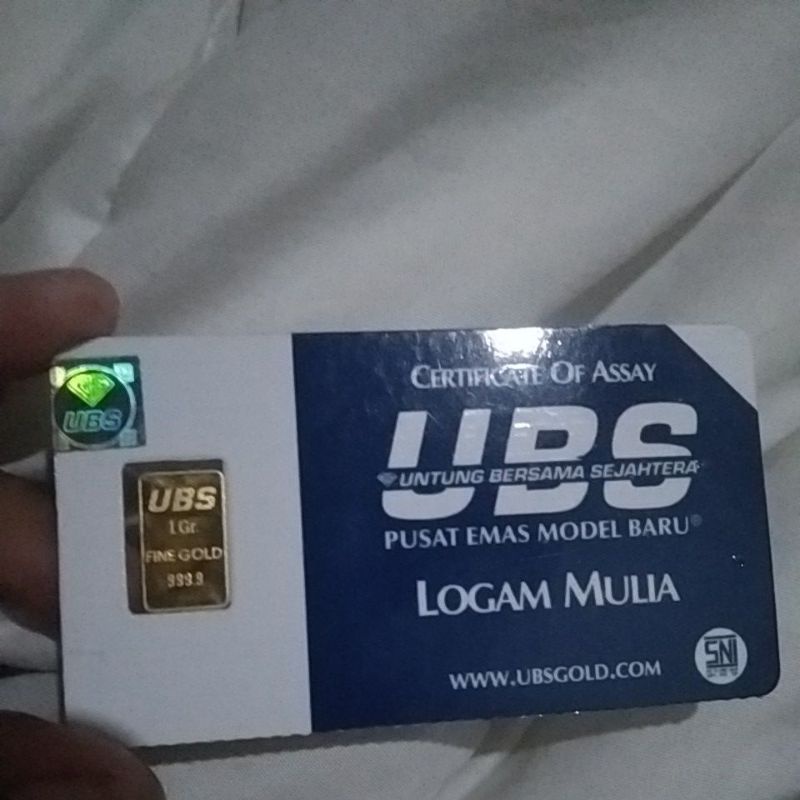 UBS
UBS
1 Gr.
FINE GOLD
999.9
CERTIFICATE OF ASSAY
UBS
UNTUNG BERSAMA SEJAHTERA
PUSAT EMAS MODEL BARU®
LOGAM MULIA
WWW.UBSGOLD.COM
SNI